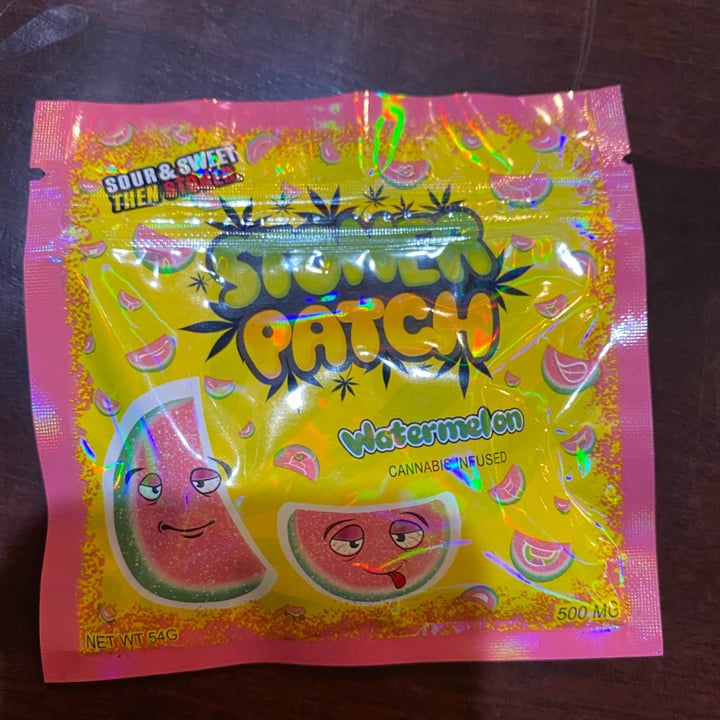 SOUR & SWEET
THEN STONED.
STONER
PATCH
Watermelon
CANNABIS INFUSED
NET WT 54G
500 MG